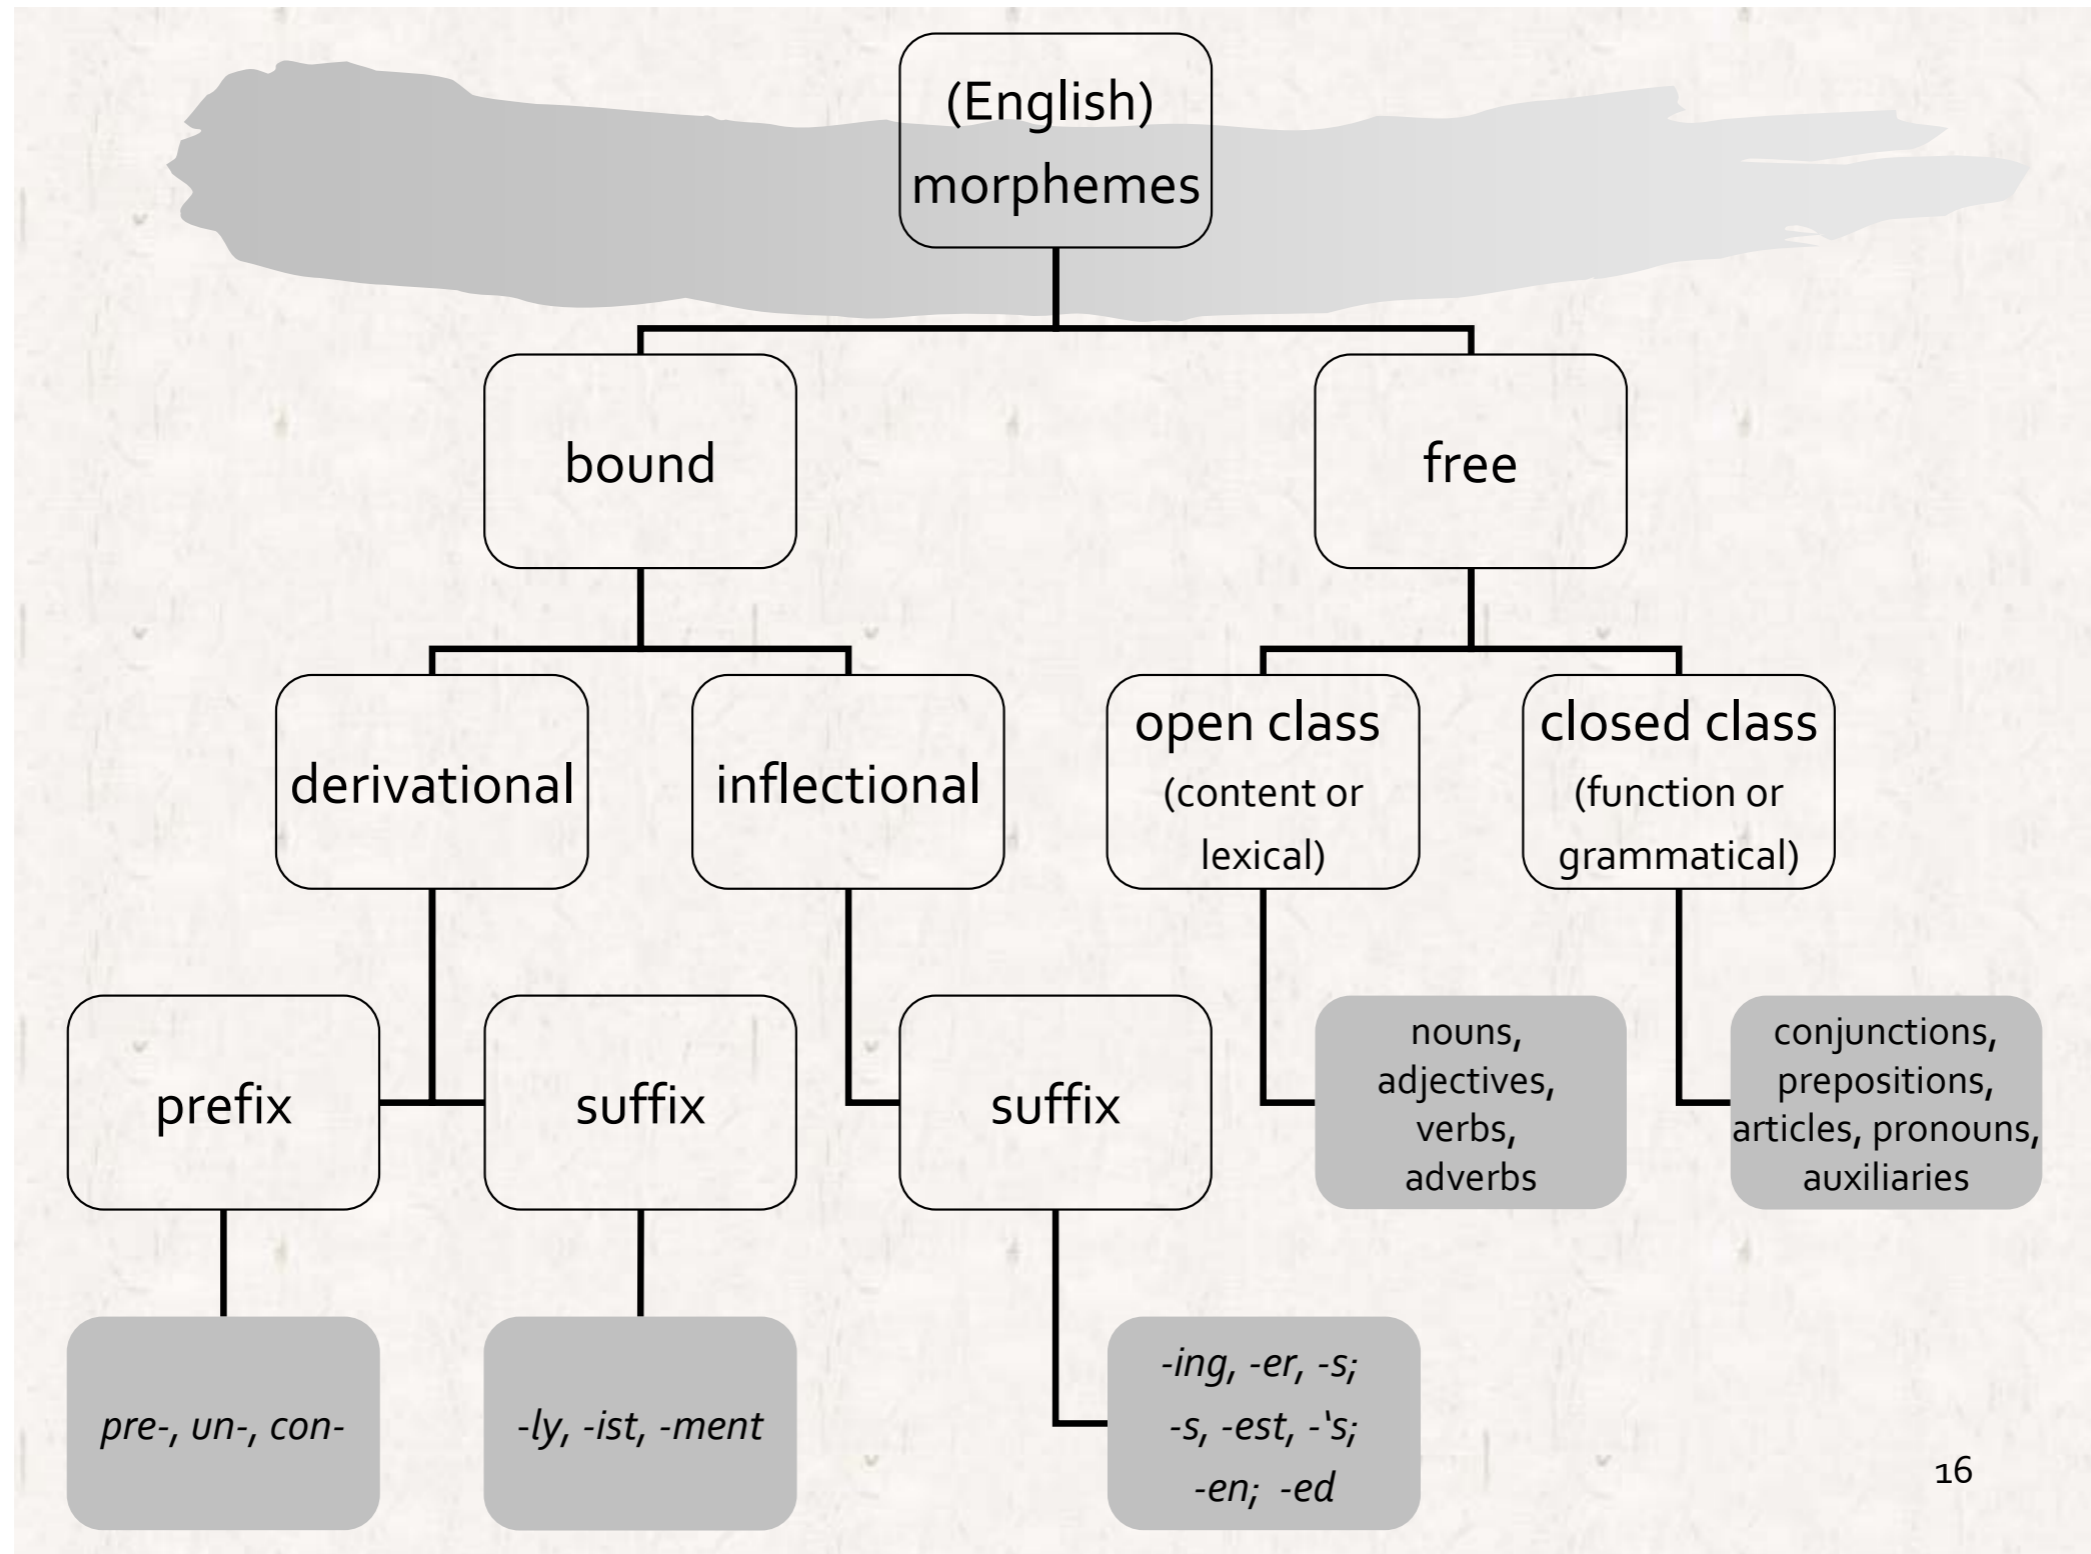 (English)
morphemes
bound
free
derivational
inflectional
open class
(content or
lexical)
closed class
(function or
grammatical)
prefix
suffix
suffix
nouns,
adjectives,
verbs,
adverbs
conjunctions,
prepositions,
articles, pronouns,
auxiliaries
pre-, un-, con-
-ly, -ist, -ment
-ing, -er, -s;
-s, -est, -‘s;
-en; -ed
16